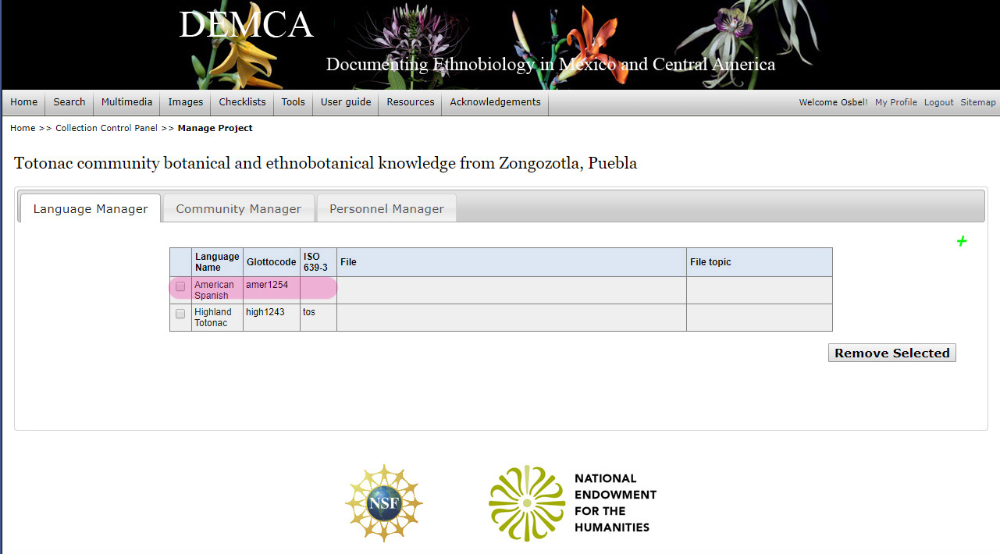 DEMCA
Documenting Ethnobiology in Mexico and Central America
Home Search Multimedia Images Checklists Tools User guide Resources Acknowledgements Welcome Osbel! My Profile Logout Sitemap
Home >> Collection Control Panel >> Manage Project
Totonac community botanical and ethnobotanical knowledge from Zongozotla, Puebla
Language Manager Community Manager Personnel Manager
Language Name Glottocode ISO 639-3 File File topic
American Spanish amer1254
Highland Totonac high1243 tos
Remove Selected
NSF
NATIONAL
ENDOWMENT
FOR THE
HUMANITIES